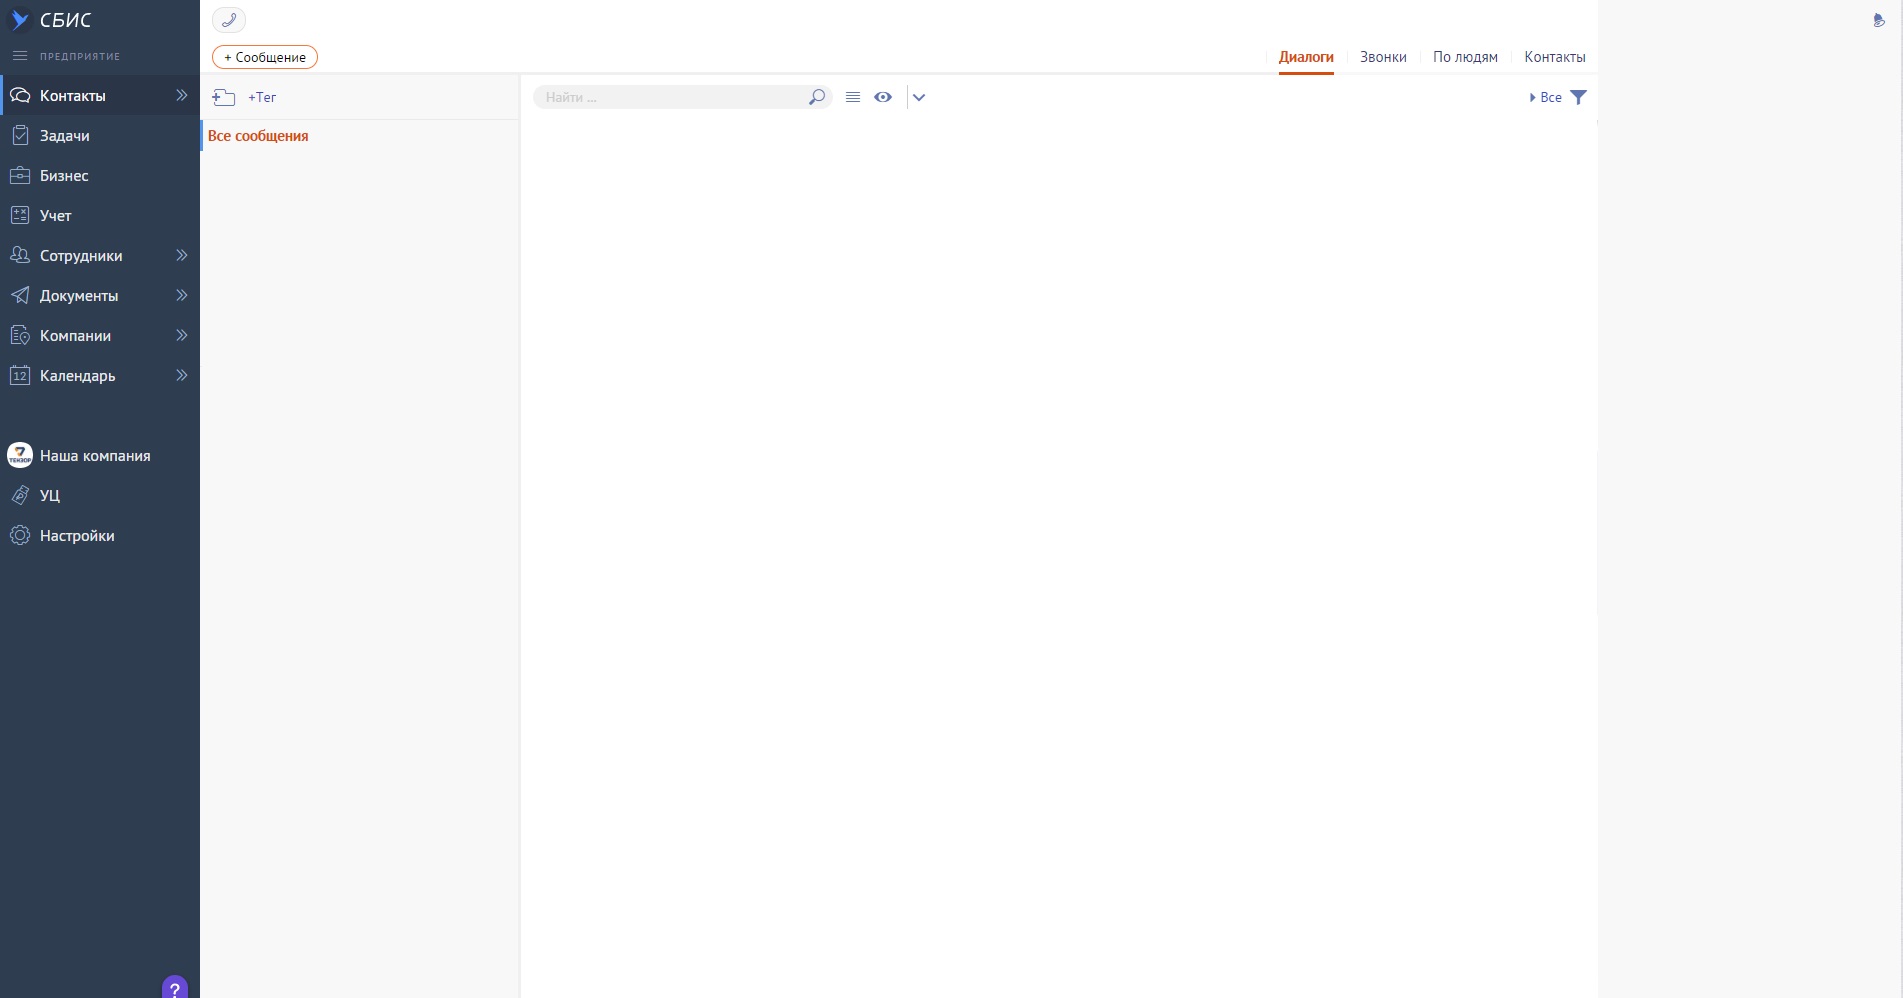 СБИС
ПРЕДПРИЯТИЕ
Контакты
Задачи
Бизнес
Учет
Сотрудники
Документы
Компании
12 Календарь
ТЕНЗОР Наша компания
УЦ
Настройки
?
+ Сообщение
Диалоги Звонки По людям Контакты
+Тег
Найти ...
Все
Все сообщения